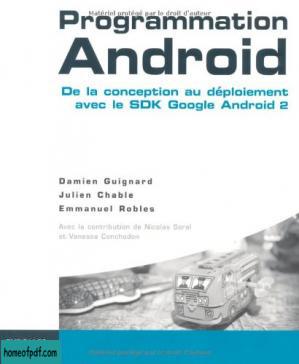 Programmation
Matériel protégé par le droit d'auteur
Android
De la conception au déploiement
avec le SDK Google Android 2
Damien Guignard
Julien Chable
Emmanuel Robles
Avec la contribution de Nicolas Sorel
et Vanessa Conchodon
homeofpdf.com